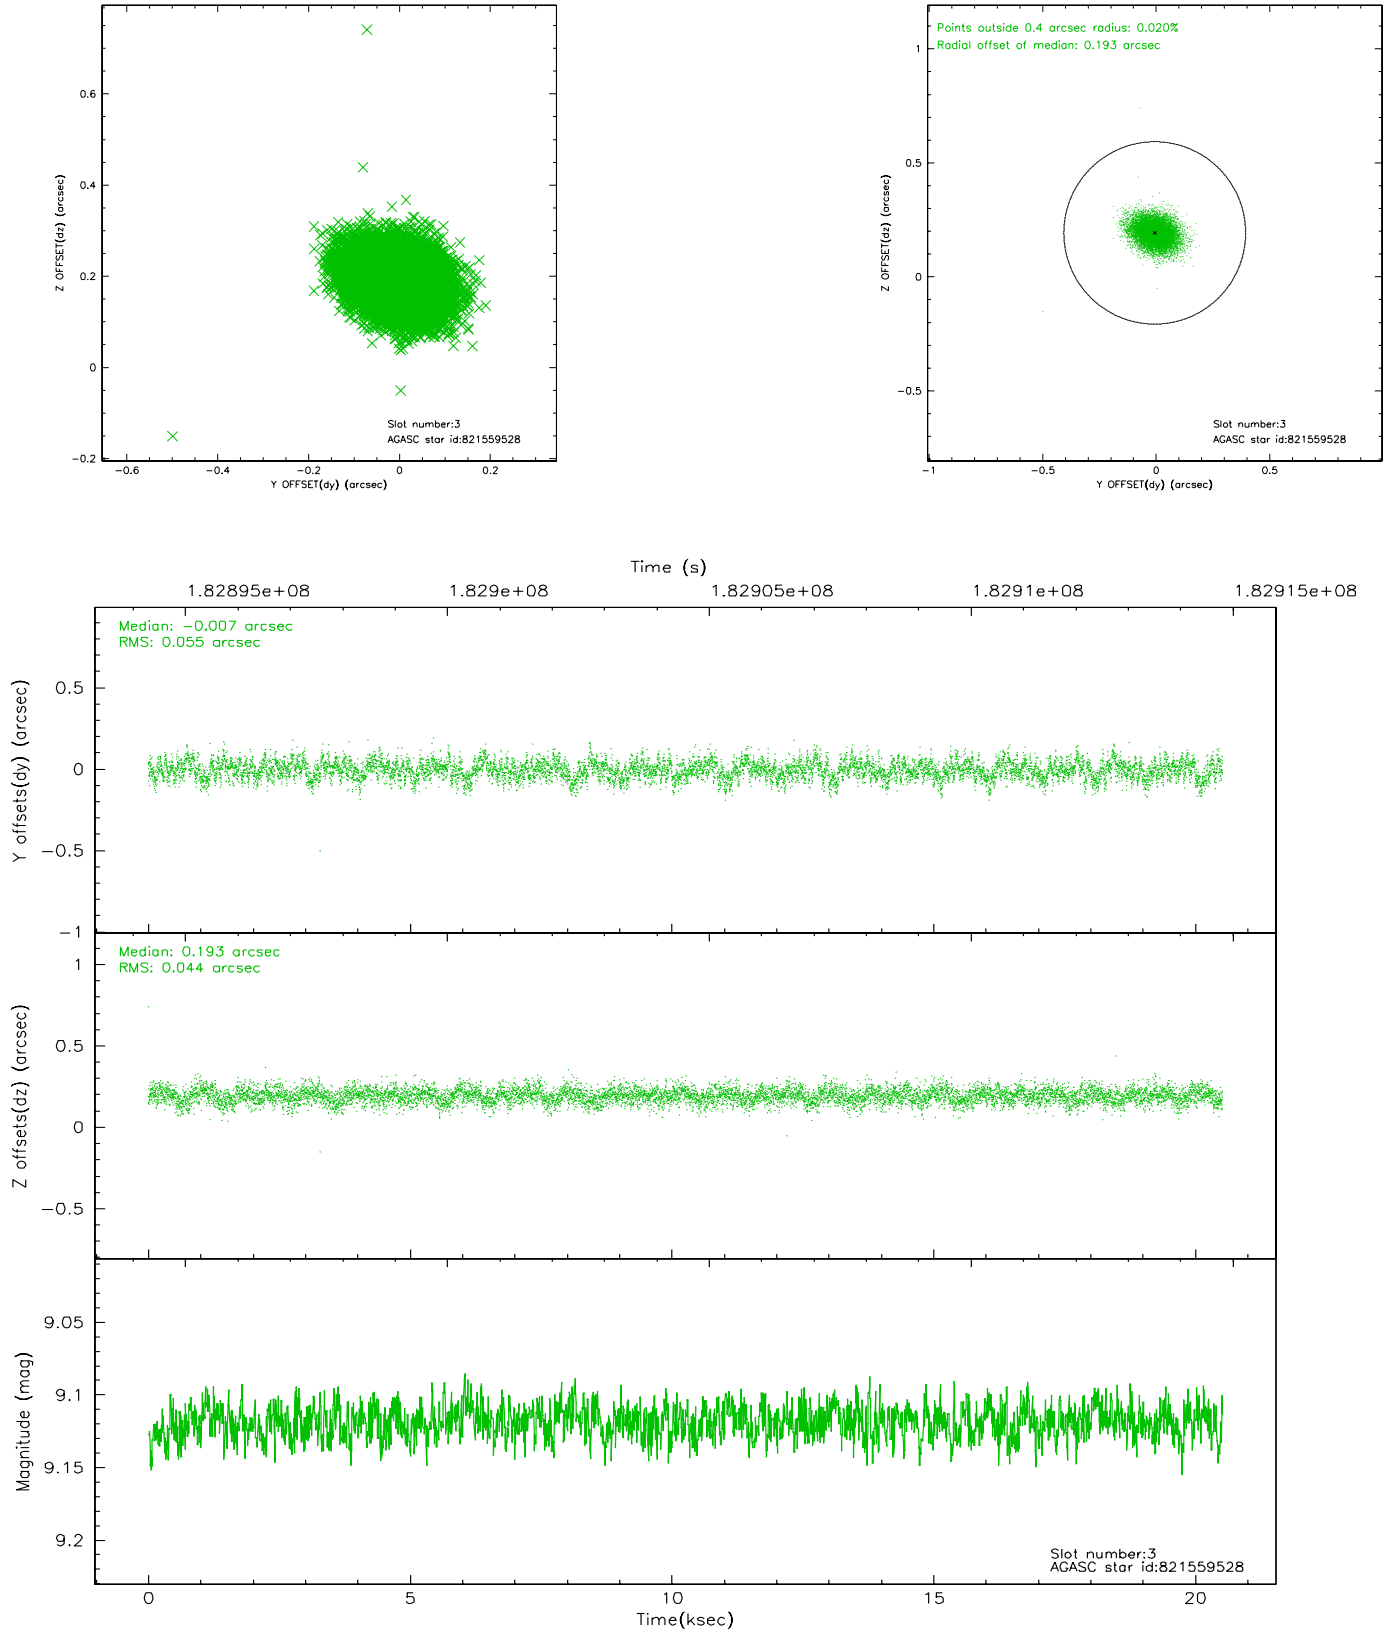 0.6
0.4
0.2
0
-0.2
Z OFFSET(dz) (arcsec)
Slot number:3
AGASC star id:821559528
-0.6 -0.4 -0.2 0 0.2
Y OFFSET(dy) (arcsec)
Points outside 0.4 arcsec radius: 0.020%
Radial offset of median: 0.193 arcsec
1
0.5
0
-0.5
Z OFFSET(dz) (arcsec)
Slot number:3
AGASC star id:821559528
-1 -0.5 0 0.5
Y OFFSET(dy) (arcsec)
Time (s)
1.82895e+08 1.829e+08 1.82905e+08 1.8291e+08 1.82915e+08
Median: -0.007 arcsec
RMS: 0.055 arcsec
0.5
0
-0.5
-1
Y offsets(dy) (arcsec)
Median: 0.193 arcsec
RMS: 0.044 arcsec
1
0.5
0
-0.5
Z offsets(dz) (arcsec)
9.05
9.1
9.15
9.2
Magnitude (mag)
Slot number:3
AGASC star id:821559528
0 5 10 15 20
Time(ksec)